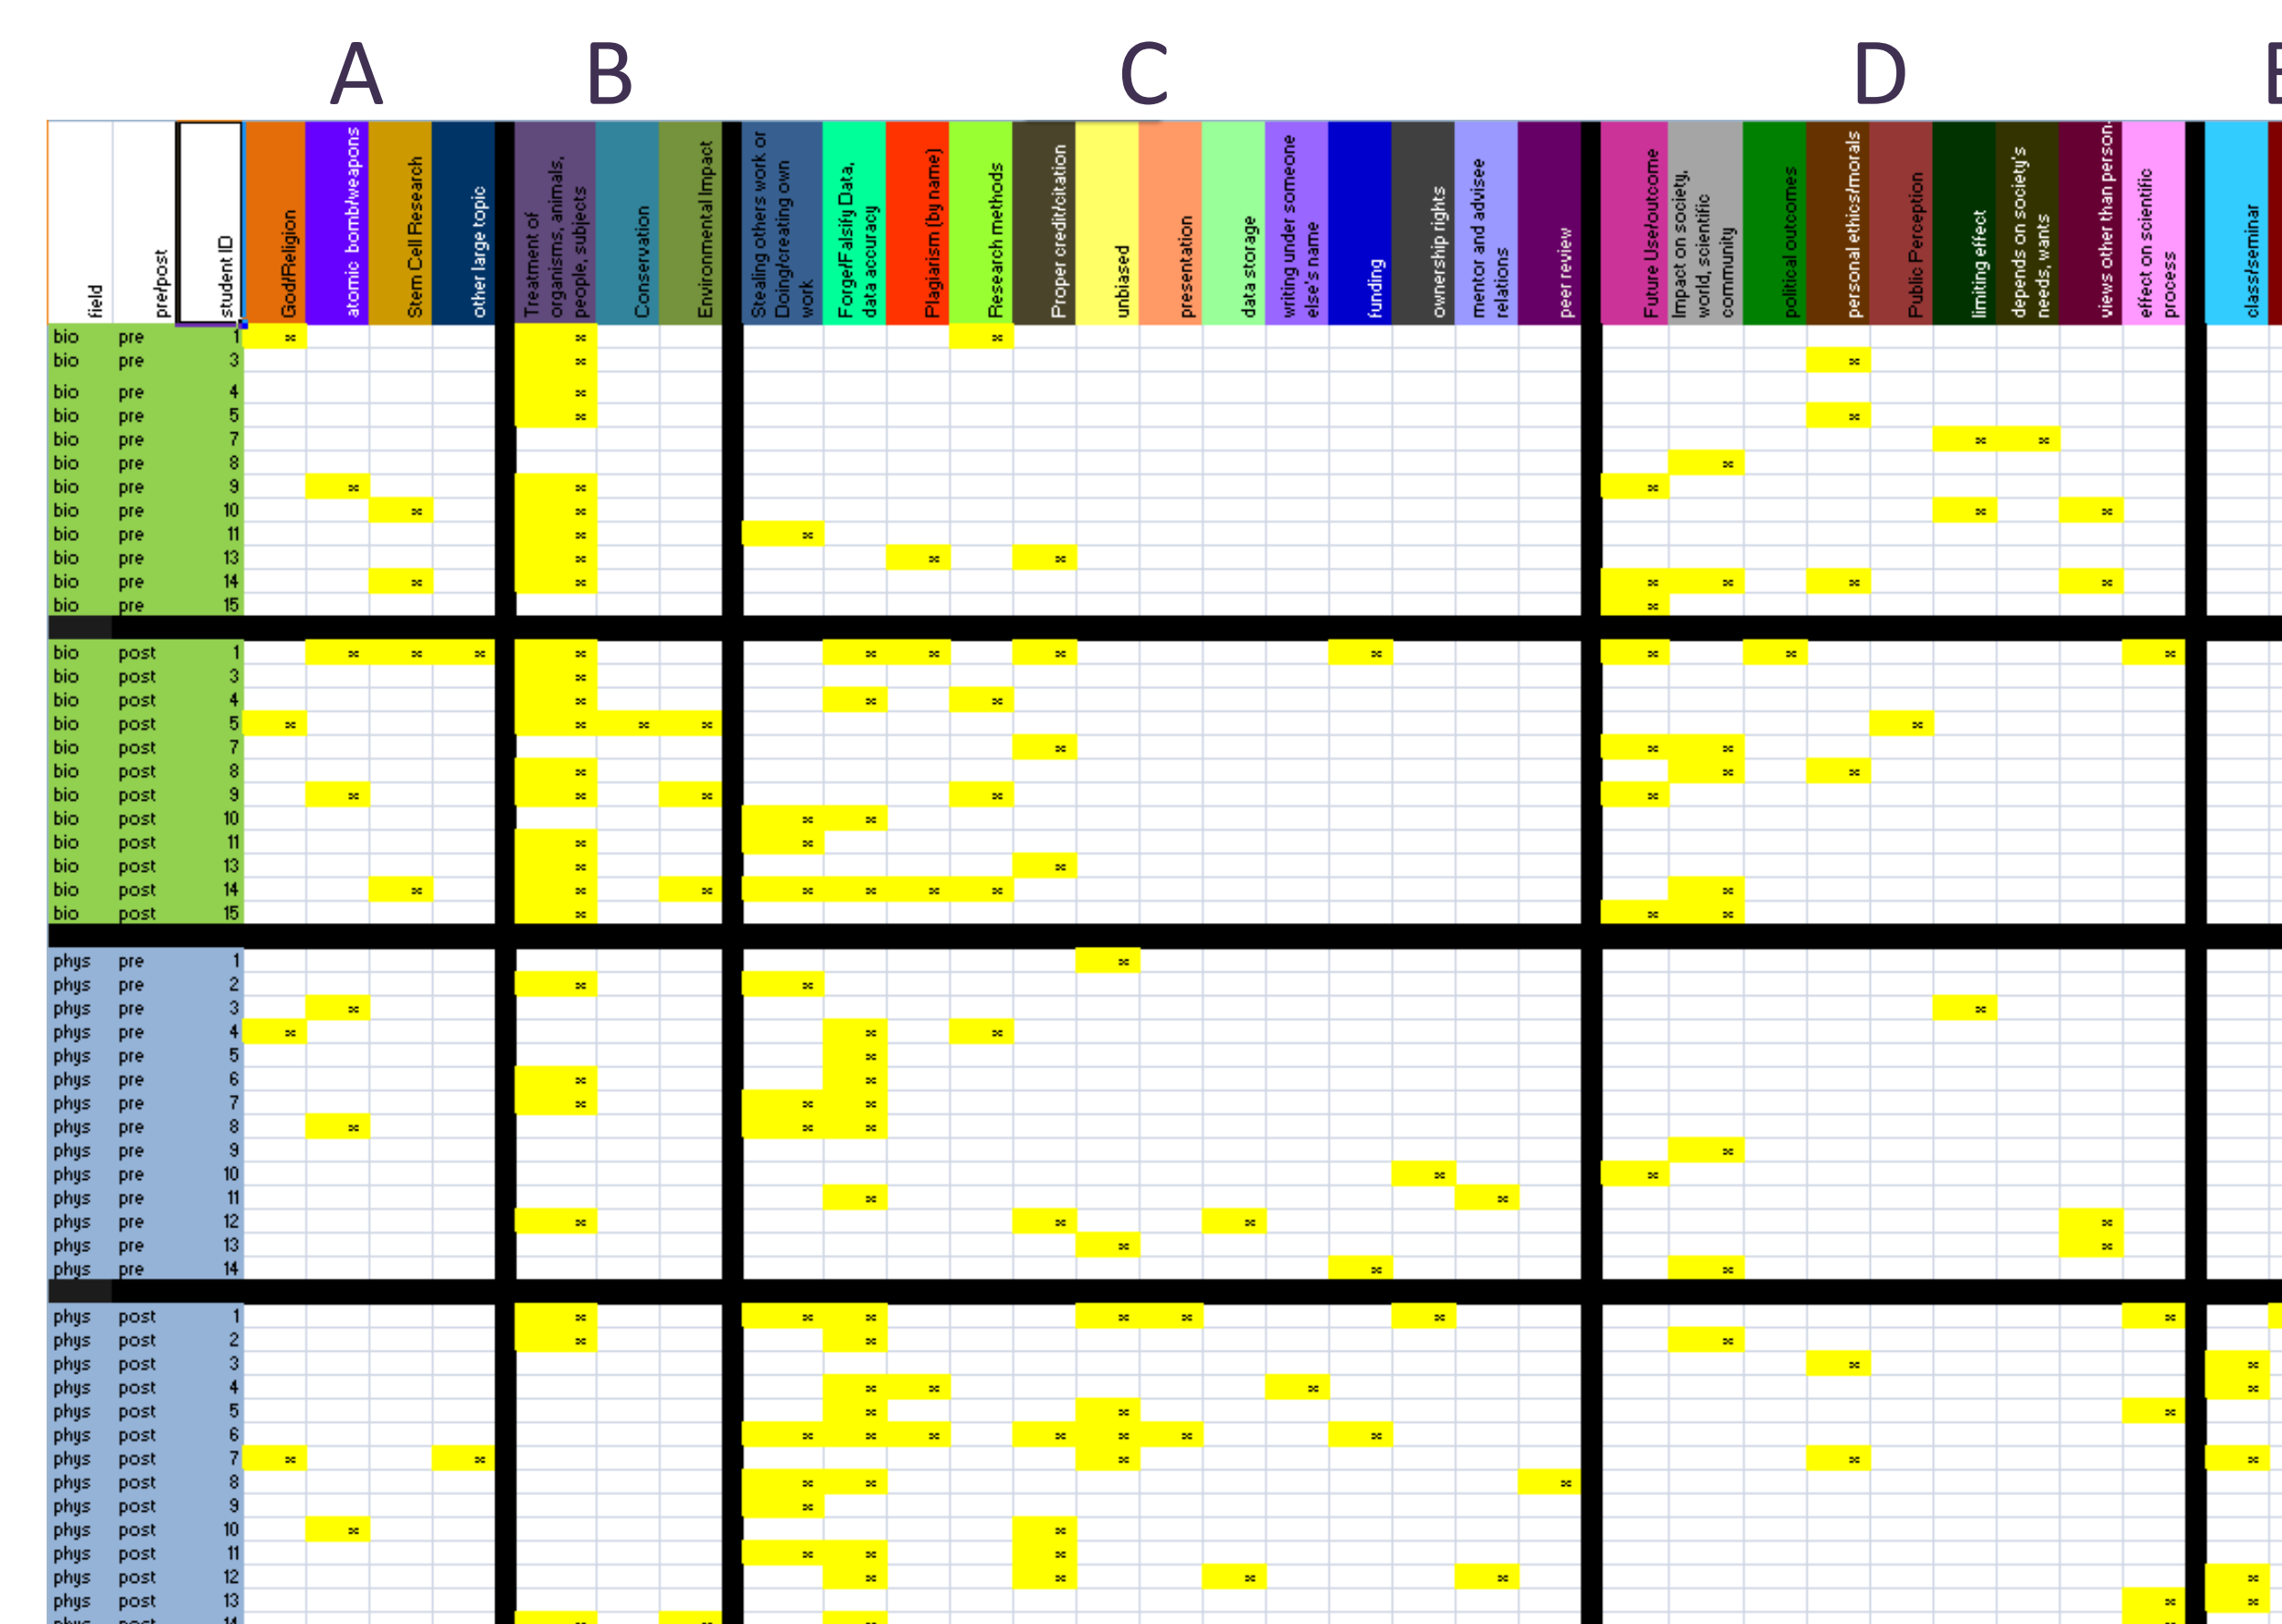 A B C D E
field
pre/post
student ID
God/Religion
atomic bomb/weapons
Stem Cell Research
other large topic
Treatment of
organisms, animals,
people, subjects
Conservation
Environmental Impact
Stealing others work or
Doing/creating own
work
Forge/Falsify Data,
data accuracy
Plagiarism (by name)
Research methods
Proper credit/citation
unbiased
presentation
data storage
writing under someone
else's name
funding
ownership rights
mentor and advisee
relations
peer review
Future Use/outcome
Impact on society,
world, scientific
community
political outcomes
personal ethics/morals
Public Perception
limiting effect
depends on society's
needs, wants
views other than person-
effect on scientific
process
class/seminar
bio pre 1 x x x
bio pre 3 x x
bio pre 4 x
bio pre 5 x x
bio pre 7 x x
bio pre 8 x
bio pre 9 x x x
bio pre 10 x x x x
bio pre 11 x x
bio pre 13 x x x
bio pre 14 x x x x x x
bio pre 15 x
bio post 1 x x x x x x x x x x x
bio post 3 x
bio post 4 x x x
bio post 5 x x x x x
bio post 7 x x x
bio post 8 x x x
bio post 9 x x x x x
bio post 10 x x
bio post 11 x x
bio post 13 x x
bio post 14 x x x x x x x x
bio post 15 x x x
phys pre 1 x
phys pre 2 x x
phys pre 3 x x
phys pre 4 x x x
phys pre 5 x
phys pre 6 x x
phys pre 7 x x x
phys pre 8 x x x
phys pre 9 x
phys pre 10 x x
phys pre 11 x x
phys pre 12 x x x x
phys pre 13 x x
phys pre 14 x x
phys post 1 x x x x x x x
phys post 2 x x x
phys post 3 x x
phys post 4 x x x x
phys post 5 x x x
phys post 6 x x x x x x x
phys post 7 x x x x x
phys post 8 x x x
phys post 9 x
phys post 10 x x
phys post 11 x x x
phys post 12 x x x x x
phys post 13 x x
phys post 14